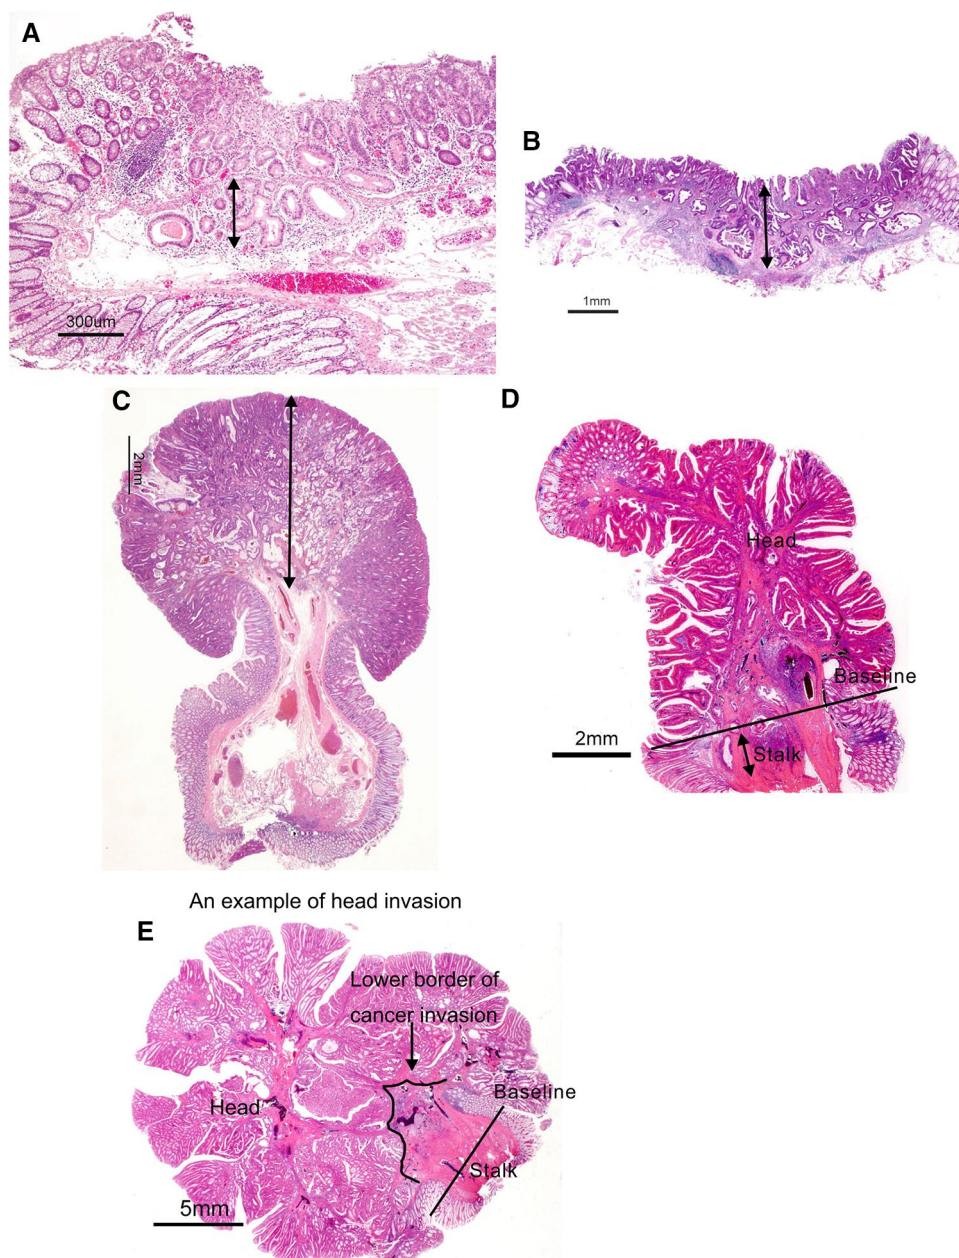 A
300um
B
1mm
C
2mm
D
Head
Baseline
2mm
Stalk
An example of head invasion
E
Lower border of
cancer invasion
Baseline
Head
Stalk
5mm